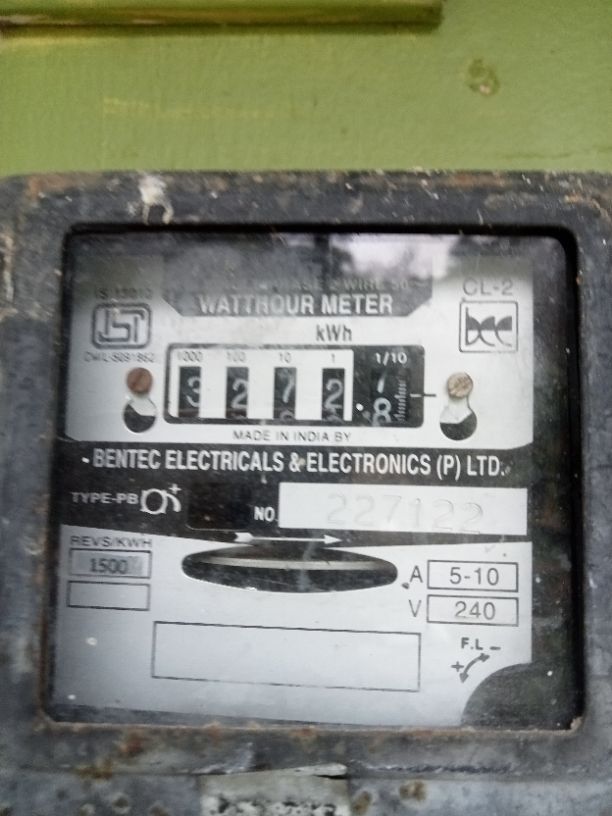 WATTHOUR METER
CL-2
kWh
1000 100 10 1 1/10
3 2 7 2
MADE IN INDIA BY
BENTEC ELECTRICALS & ELECTRONICS (P) LTD.
TYPE-PB
NO. 227122
REVS/KWH
1500
A 5-10
V 240
F.L -
+